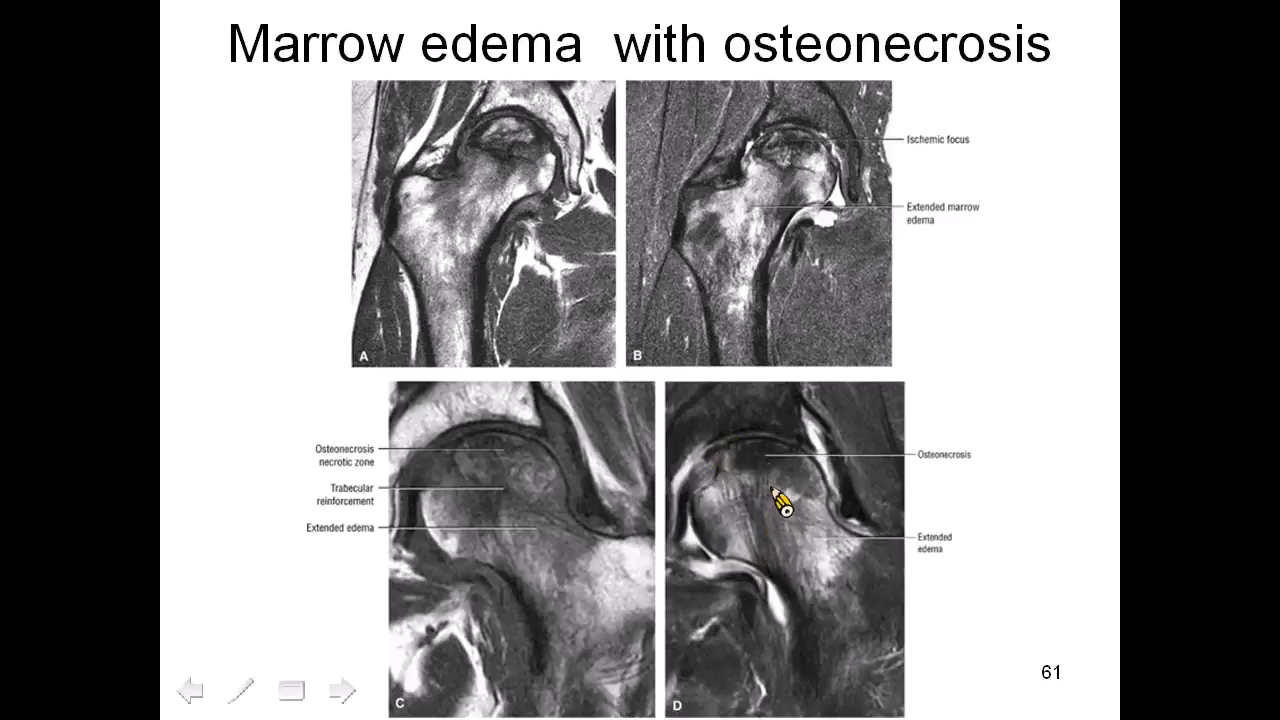 Marrow edema with osteonecrosis
Ischemic focus
Extended marrow
edema
A
B
Osteonecrosis
necrotic zone
Trabecular
reinforcement
Extended edema
Osteonecrosis
Extended
edema
C
D
61